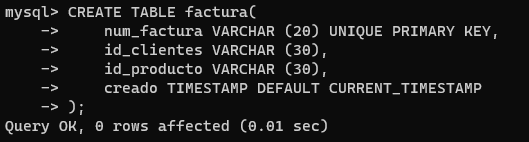 mysql> CREATE TABLE factura(
    ->     num_factura VARCHAR (20) UNIQUE PRIMARY KEY,
    ->     id_clientes VARCHAR (30),
    ->     id_producto VARCHAR (30),
    ->     creado TIMESTAMP DEFAULT CURRENT_TIMESTAMP
    -> );
Query OK, 0 rows affected (0.01 sec)